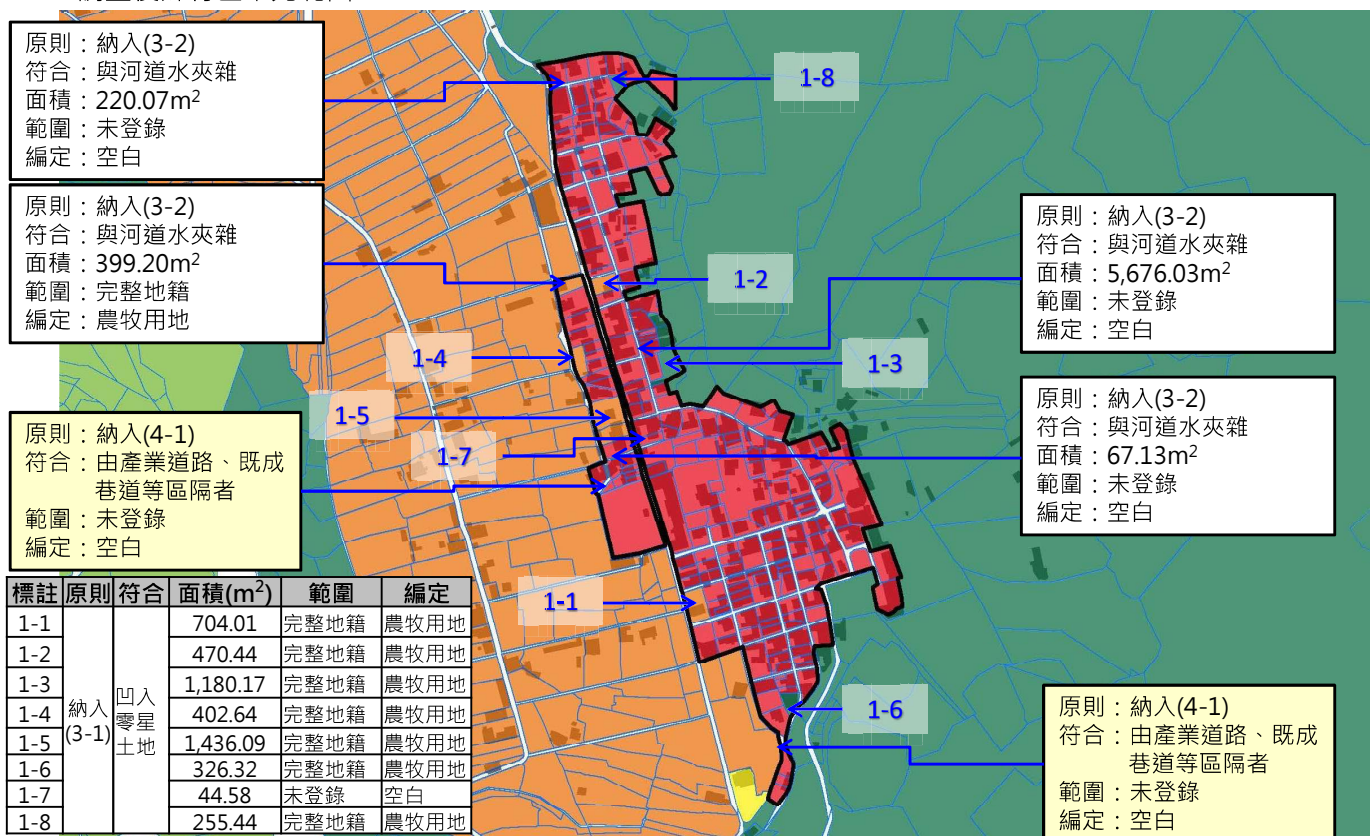 原則：納入(3-2)
符合：與河道水夾雜
面積：220.07m²
範圍：未登錄
編定：空白
原則：納入(3-2)
符合：與河道水夾雜
面積：399.20m²
範圍：完整地籍
編定：農牧用地
原則：納入(4-1)
符合：由產業道路、既成
巷道等區隔者
範圍：未登錄
編定：空白
1-8
1-2
1-4
1-3
1-5
1-7
1-1
1-6
原則：納入(3-2)
符合：與河道水夾雜
面積：5,676.03m²
範圍：未登錄
編定：空白
原則：納入(3-2)
符合：與河道水夾雜
面積：67.13m²
範圍：未登錄
編定：空白
原則：納入(4-1)
符合：由產業道路、既成
巷道等區隔者
範圍：未登錄
編定：空白
標註 原則 符合 面積(m²) 範圍 編定
納入(3-1) 凹入零星土地
1-1 704.01 完整地籍 農牧用地
1-2 470.44 完整地籍 農牧用地
1-3 1,180.17 完整地籍 農牧用地
1-4 402.64 完整地籍 農牧用地
1-5 1,436.09 完整地籍 農牧用地
1-6 326.32 完整地籍 農牧用地
1-7 44.58 未登錄 空白
1-8 255.44 完整地籍 農牧用地